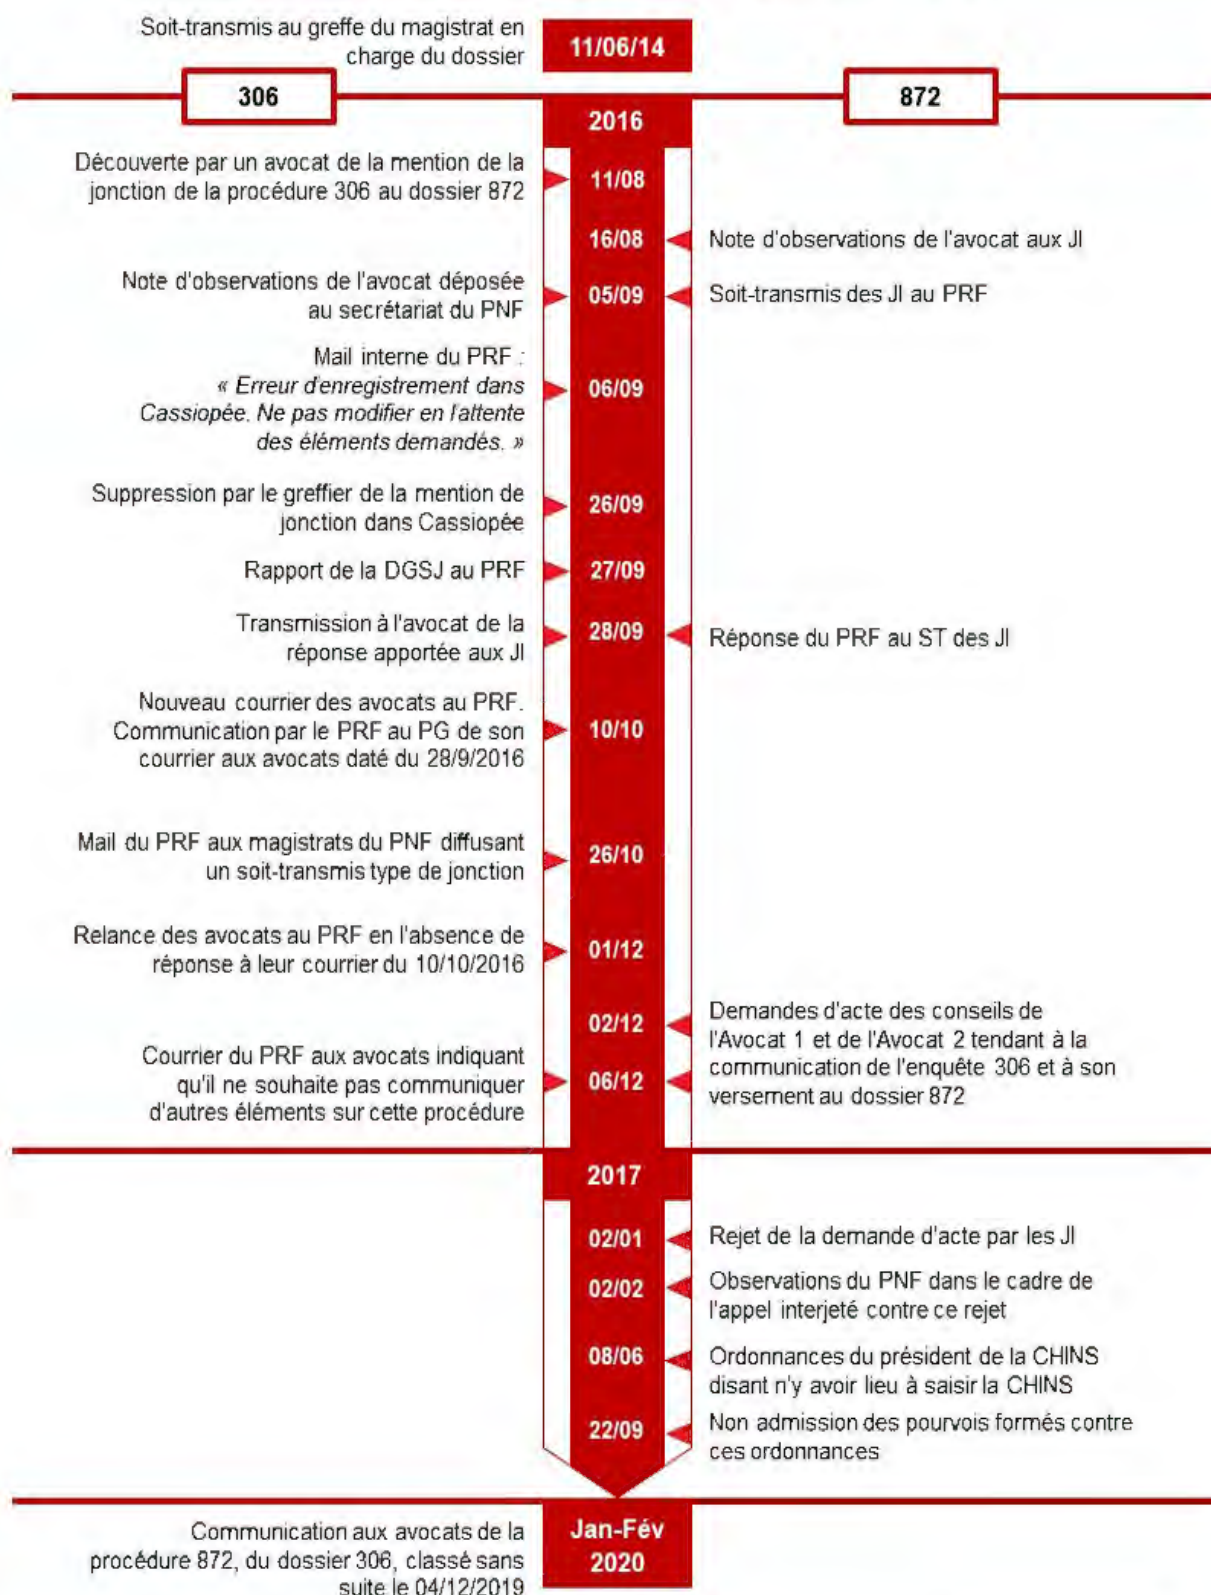 Soit-transmis au greffe du magistrat en
charge du dossier
11/06/14
306
872
2016
Découverte par un avocat de la mention de la
jonction de la procédure 306 au dossier 872
11/08
16/08
Note d'observations de l'avocat aux JI
Note d'observations de l'avocat déposée
au secrétariat du PNF
05/09
Soit-transmis des JI au PRF
Mail interne du PRF :
« Erreur d'enregistrement dans
Cassiopée. Ne pas modifier en l'attente
des éléments demandés. »
06/09
Suppression par le greffier de la mention de
jonction dans Cassiopée
26/09
Rapport de la DGSJ au PRF
27/09
Transmission à l'avocat de la
réponse apportée aux JI
28/09
Réponse du PRF au ST des JI
Nouveau courrier des avocats au PRF.
Communication par le PRF au PG de son
courrier aux avocats daté du 28/9/2016
10/10
Mail du PRF aux magistrats du PNF diffusant
un soit-transmis type de jonction
26/10
Relance des avocats au PRF en l'absence de
réponse à leur courrier du 10/10/2016
01/12
02/12
Demandes d'acte des conseils de
l'Avocat 1 et de l'Avocat 2 tendant à la
communication de l'enquête 306 et à son
versement au dossier 872
Courrier du PRF aux avocats indiquant
qu'il ne souhaite pas communiquer
d'autres éléments sur cette procédure
06/12
2017
02/01
Rejet de la demande d'acte par les JI
02/02
Observations du PNF dans le cadre de
l'appel interjeté contre ce rejet
08/06
Ordonnances du président de la CHINS
disant n'y avoir lieu à saisir la CHINS
22/09
Non admission des pourvois formés contre
ces ordonnances
Communication aux avocats de la
procédure 872, du dossier 306, classé sans
suite le 04/12/2019
Jan-Fév
2020